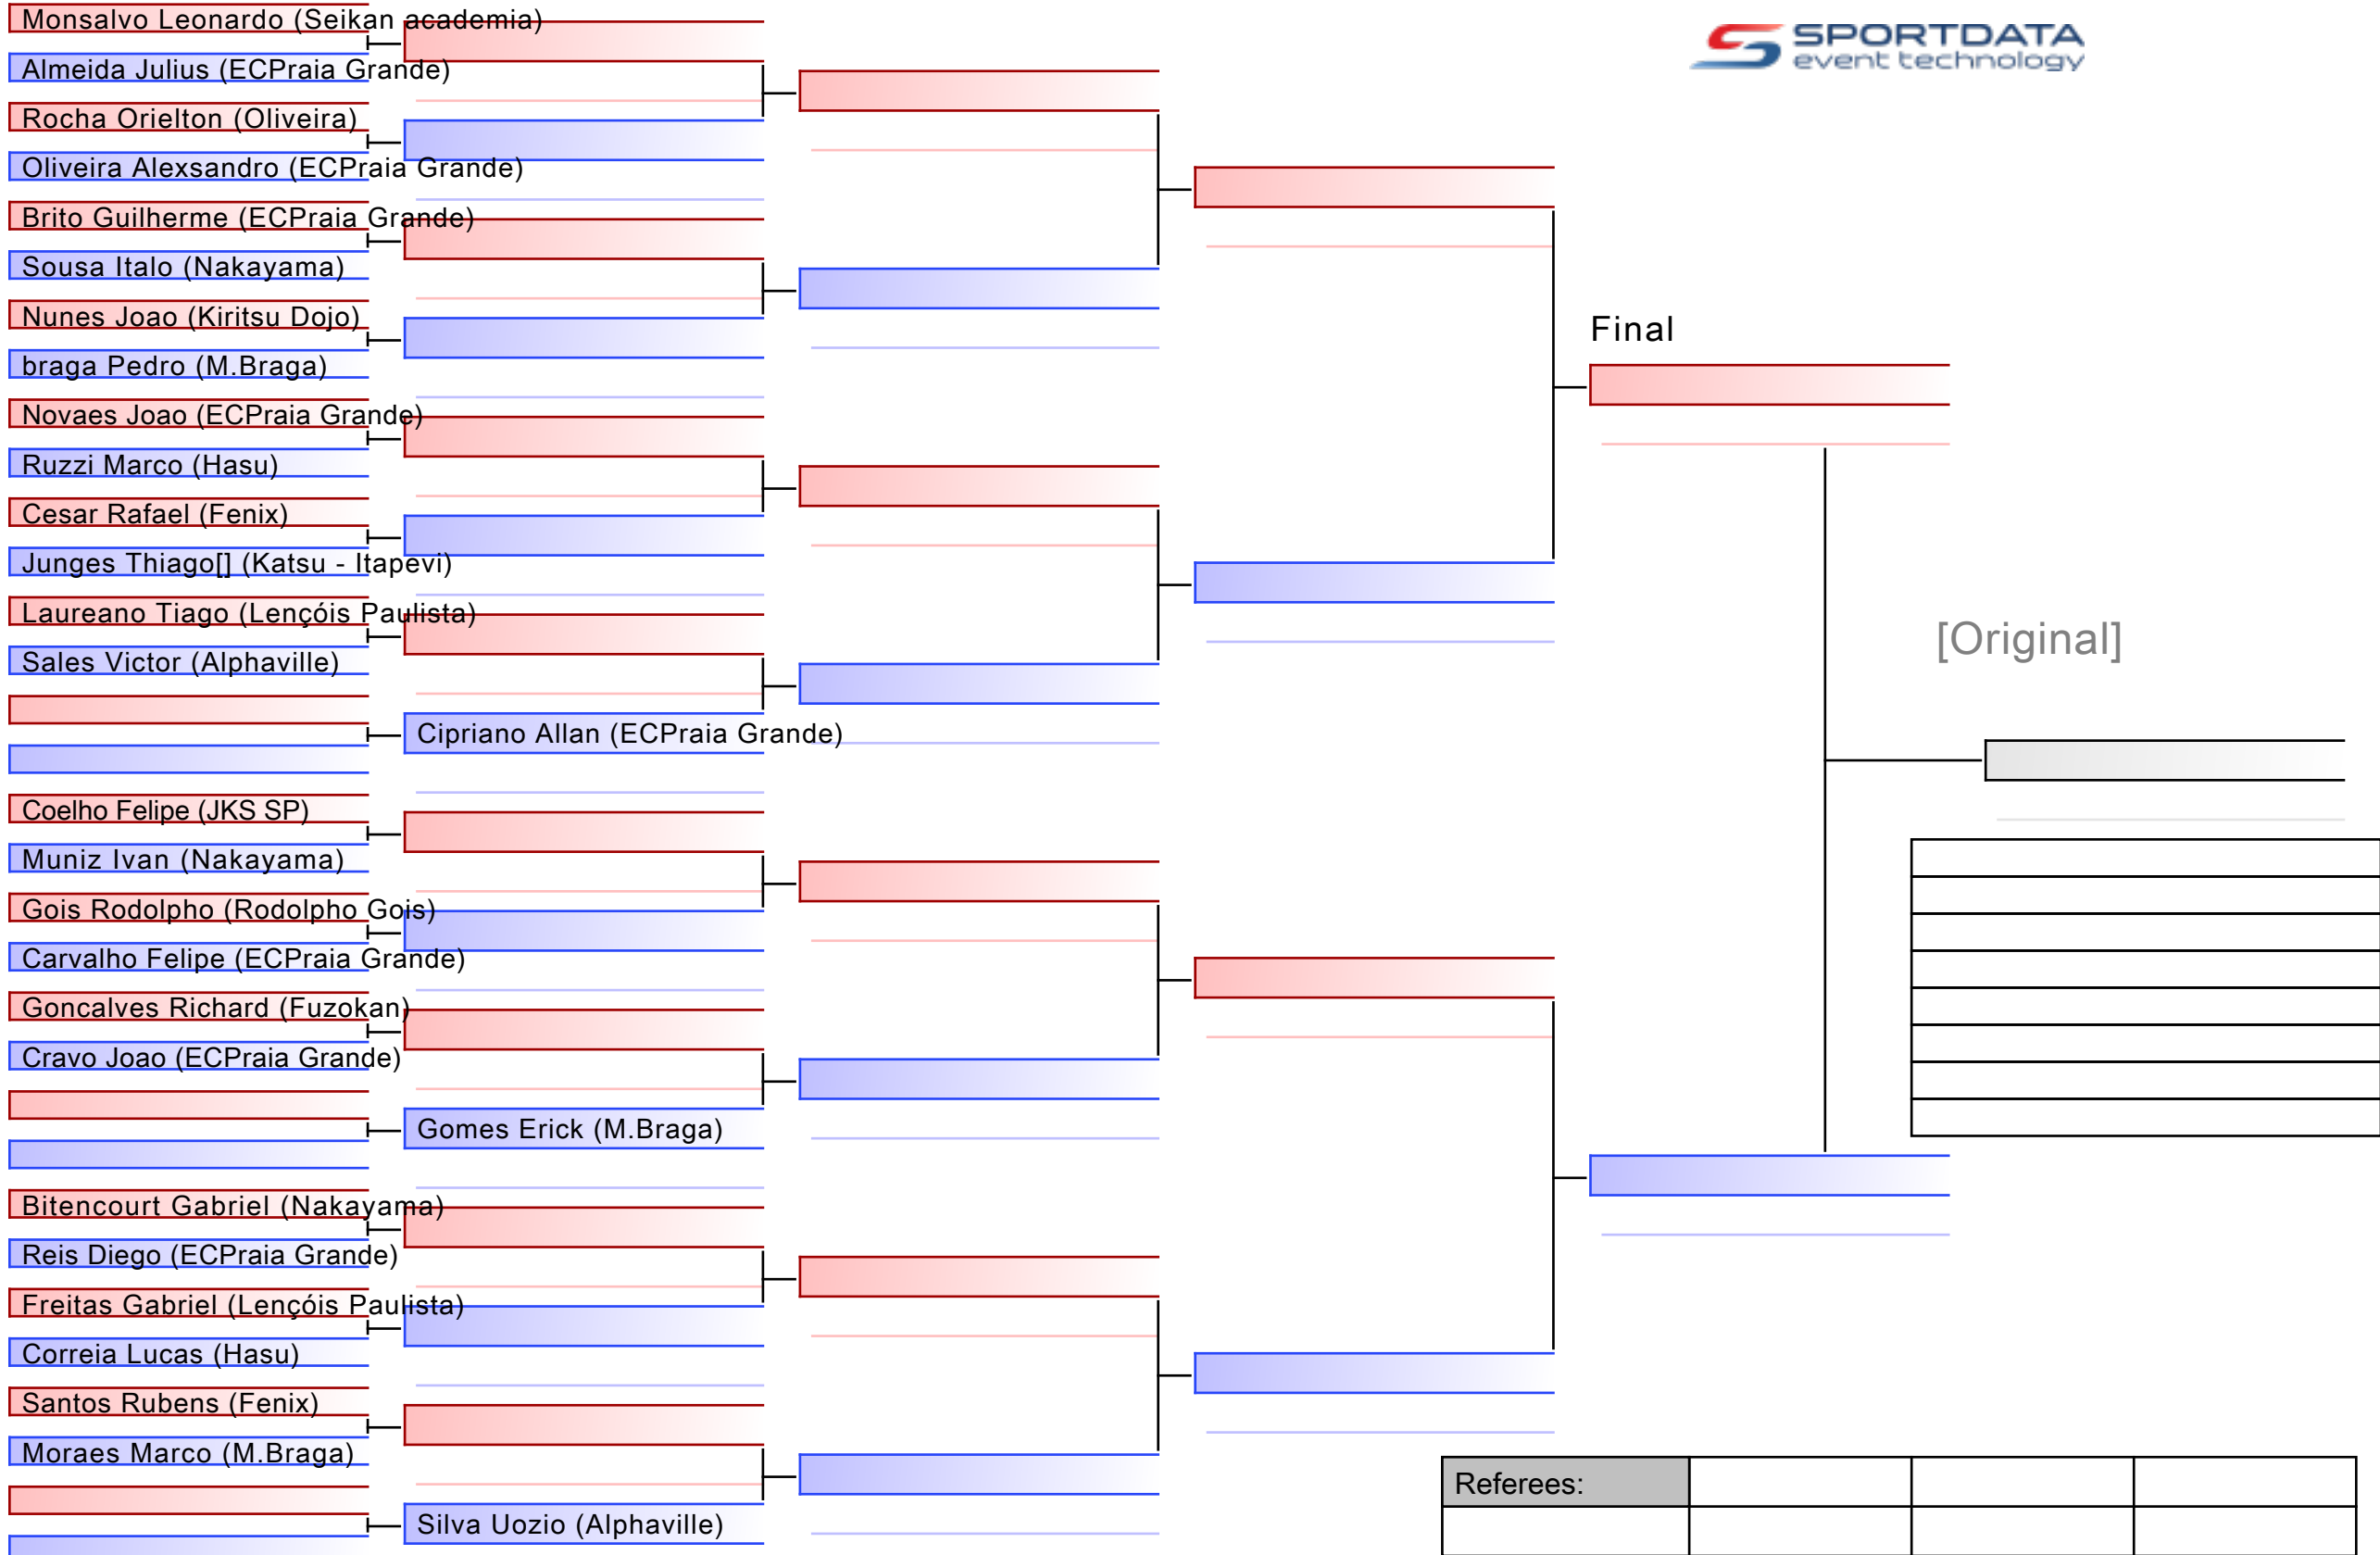 Monsalvo Leonardo (Seikan academia)
Almeida Julius (ECPraia Grande)
Rocha Orielton (Oliveira)
Oliveira Alexsandro (ECPraia Grande)
Brito Guilherme (ECPraia Grande)
Sousa Italo (Nakayama)
Nunes Joao (Kiritsu Dojo)
braga Pedro (M.Braga)
Novaes Joao (ECPraia Grande)
Ruzzi Marco (Hasu)
Cesar Rafael (Fenix)
Junges Thiago[] (Katsu - Itapevi)
Laureano Tiago (Lençóis Paulista)
Sales Victor (Alphaville)
Cipriano Allan (ECPraia Grande)
Coelho Felipe (JKS SP)
Muniz Ivan (Nakayama)
Gois Rodolpho (Rodolpho Gois)
Carvalho Felipe (ECPraia Grande)
Goncalves Richard (Fuzokan)
Cravo Joao (ECPraia Grande)
Gomes Erick (M.Braga)
Bitencourt Gabriel (Nakayama)
Reis Diego (ECPraia Grande)
Freitas Gabriel (Lençóis Paulista)
Correia Lucas (Hasu)
Santos Rubens (Fenix)
Moraes Marco (M.Braga)
Silva Uozio (Alphaville)
SPORTDATA
event technology
Final
[Original]
Referees: